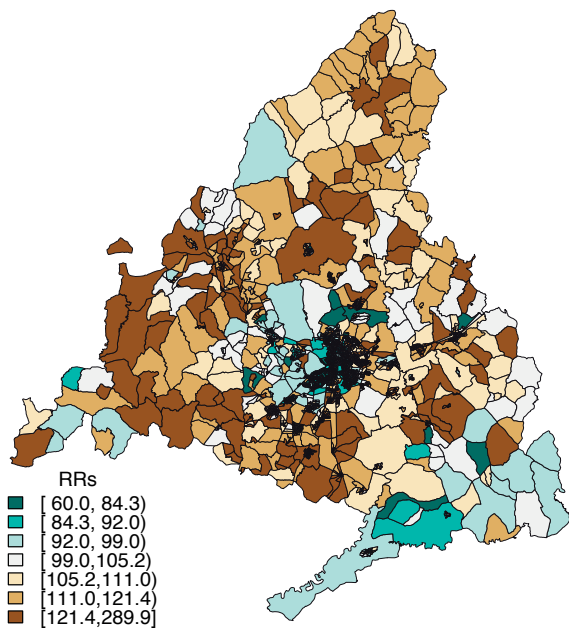 RRs
[ 60.0, 84.3)
[ 84.3, 92.0)
[ 92.0, 99.0)
[ 99.0,105.2)
[105.2,111.0)
[111.0,121.4)
[121.4,289.9]